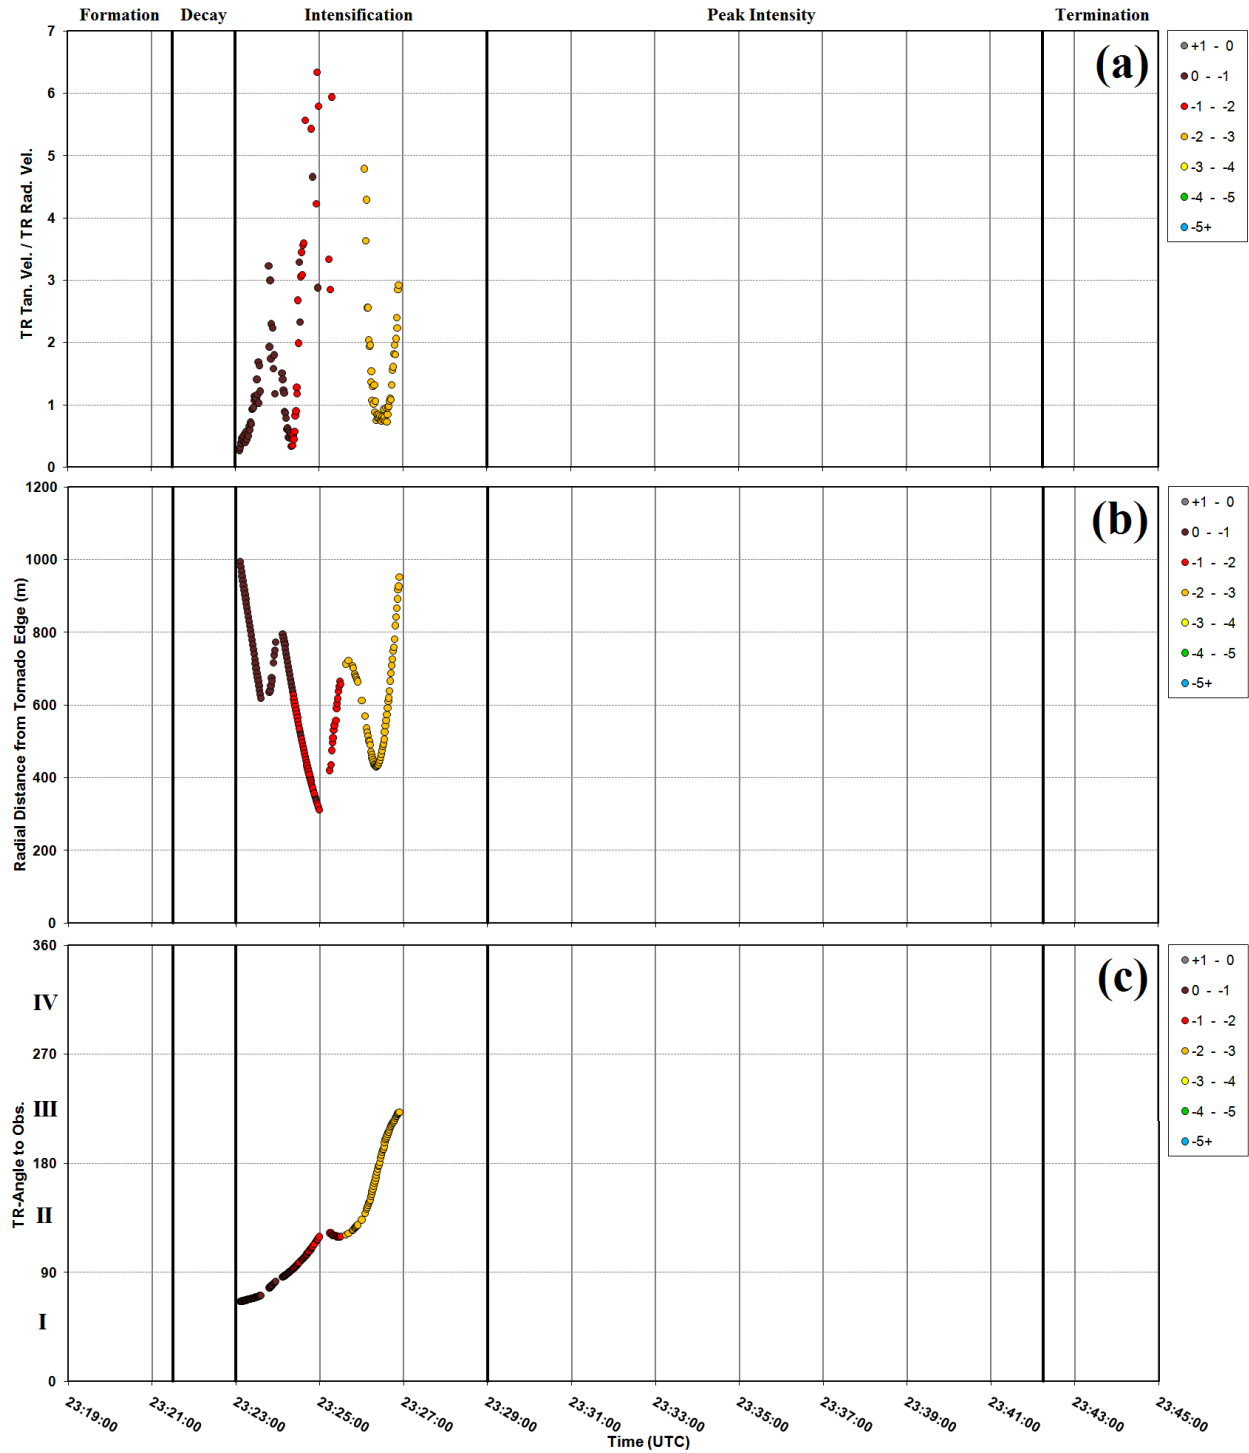 Formation Decay Intensification Peak Intensity Termination
(a)
TR Tan. Vel. / TR Rad. Vel.
7
6
5
4
3
2
1
0
+1 - 0
0 - -1
-1 - -2
-2 - -3
-3 - -4
-4 - -5
-5+
(b)
Radial Distance from Tornado Edge (m)
1200
1000
800
600
400
200
0
+1 - 0
0 - -1
-1 - -2
-2 - -3
-3 - -4
-4 - -5
-5+
(c)
TR-Angle to Obs.
360
IV
270
III
180
II
90
I
0
+1 - 0
0 - -1
-1 - -2
-2 - -3
-3 - -4
-4 - -5
-5+
23:19:00 23:21:00 23:23:00 23:25:00 23:27:00 23:29:00 23:31:00 23:33:00 23:35:00 23:37:00 23:39:00 23:41:00 23:43:00 23:45:00
Time (UTC)